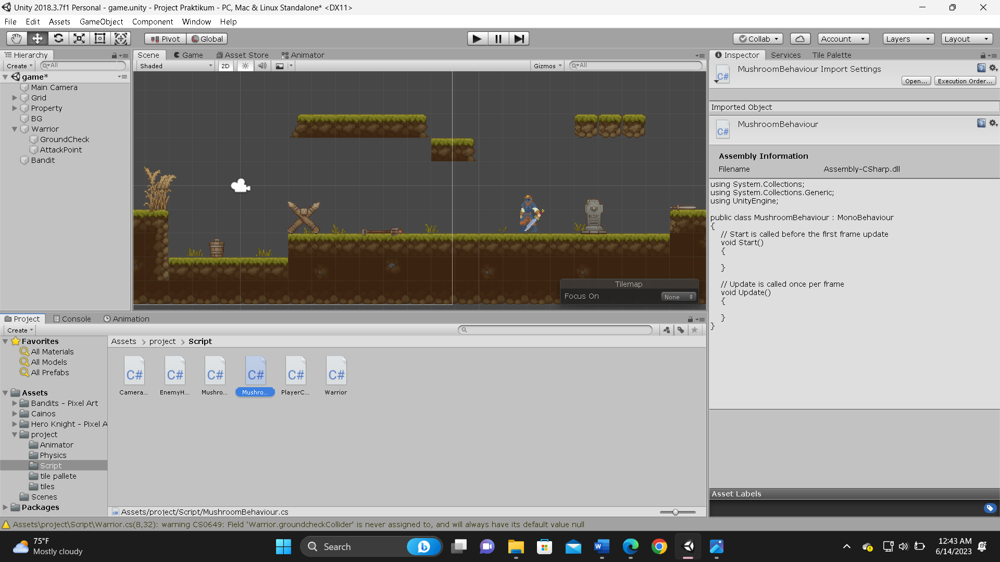 Unity 2018.3.7f1 Personal - game.unity - Project Praktikum - PC, Mac & Linux Standalone* <DX11>
File Edit Assets GameObject Component Window Help
Pivot Global Collab Account Layers Layout
Hierarchy
Create All
game*
Main Camera
Grid
Property
BG
Warrior
GroundCheck
AttackPoint
Bandit
Scene Game Asset Store Animator
Shaded 2D Gizmos All
RIP
Tilemap
Focus On None
Inspector Services Tile Palette
C# MushroomBehaviour Import Settings
Open... Execution Order...
Imported Object
C# MushroomBehaviour
Assembly Information
Filename Assembly-CSharp.dll
using System.Collections;
using System.Collections.Generic;
using UnityEngine;
public class MushroomBehaviour : MonoBehaviour
{
// Start is called before the first frame update
void Start()
{
}
// Update is called once per frame
void Update()
{
}
}
Asset Labels
Project Console Animation
Create
Favorites
All Materials
All Models
All Prefabs
Assets
Bandits - Pixel Art
Cainos
Hero Knight - Pixel A
project
Animator
Physics
Script
tile pallete
tiles
Scenes
Packages
Assets project Script
C# C# C# C# C# C#
Camera... EnemyH... Mushro... Mushro... PlayerC... Warrior
Assets/project/Script/MushroomBehaviour.cs
Assets\project\Script\Warrior.cs(8,32): warning CS0649: Field 'Warrior.groundcheckCollider' is never assigned to, and will always have its default value null
75°F
Mostly cloudy
Search
12:43 AM
6/14/2023